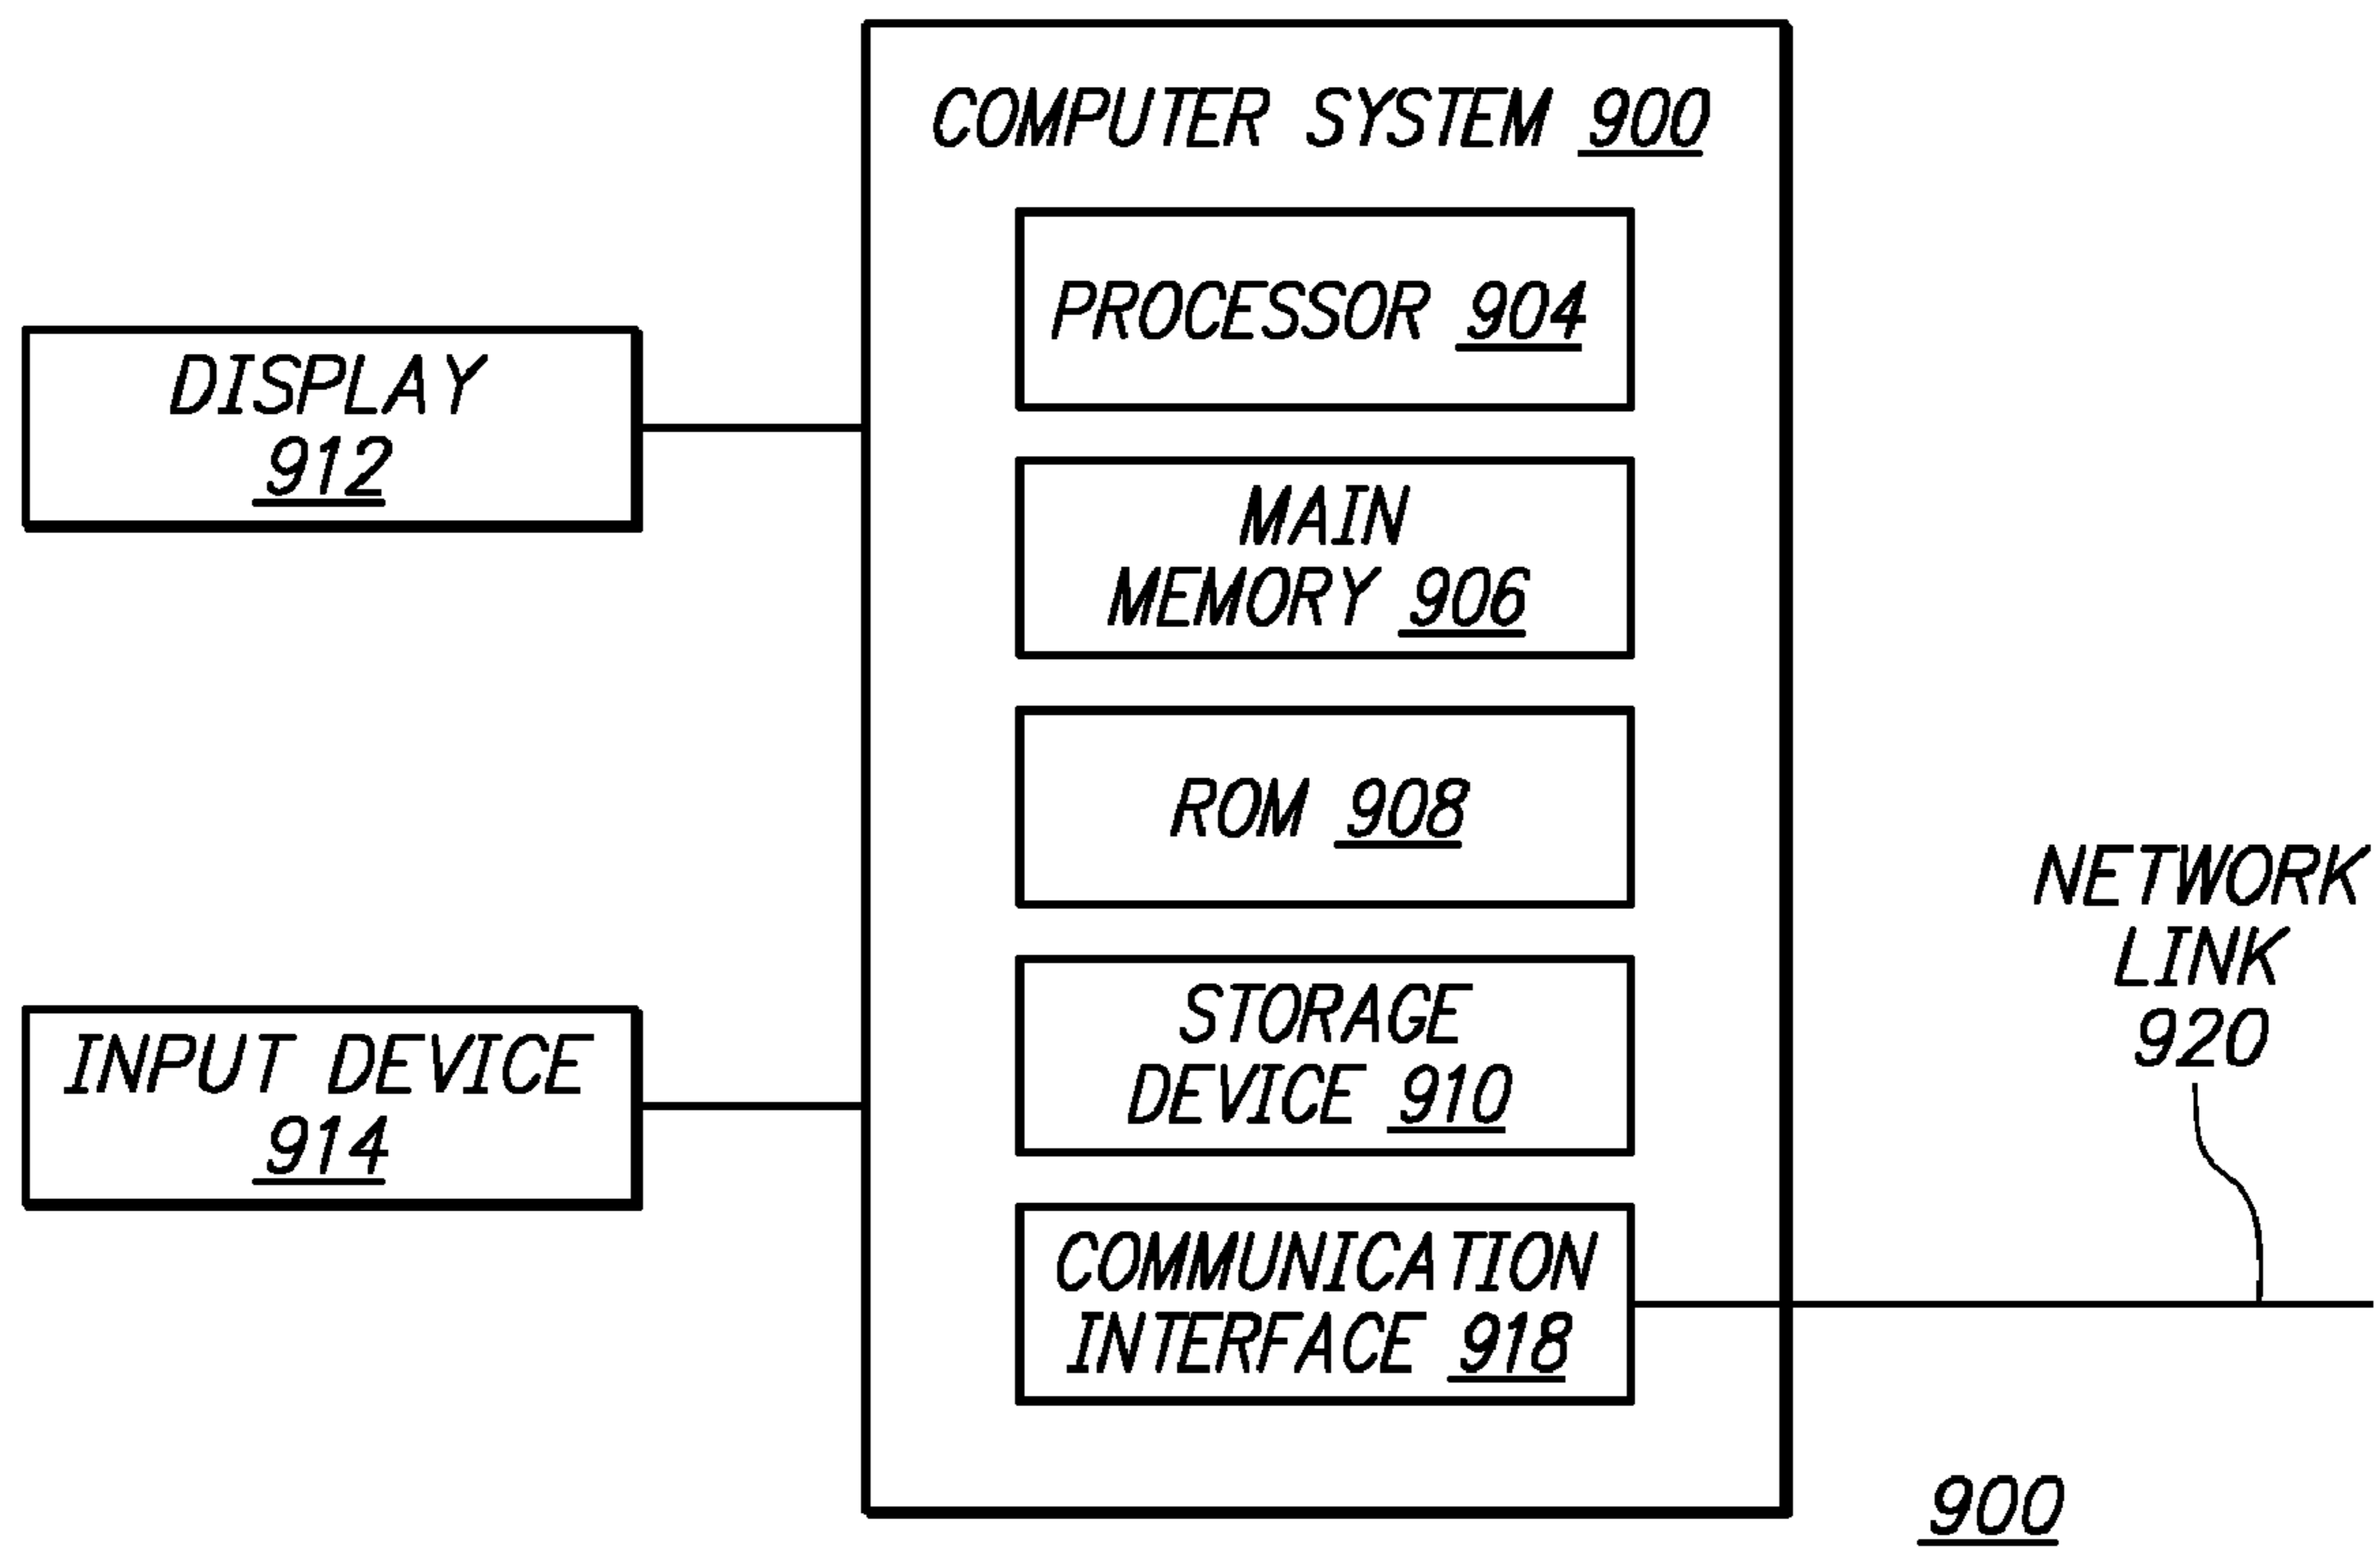 COMPUTER SYSTEM 900
PROCESSOR 904
DISPLAY
912
MAIN
MEMORY 906
ROM 908
NETWORK
LINK
920
STORAGE
DEVICE 910
INPUT DEVICE
914
COMMUNICATION
INTERFACE 918
900